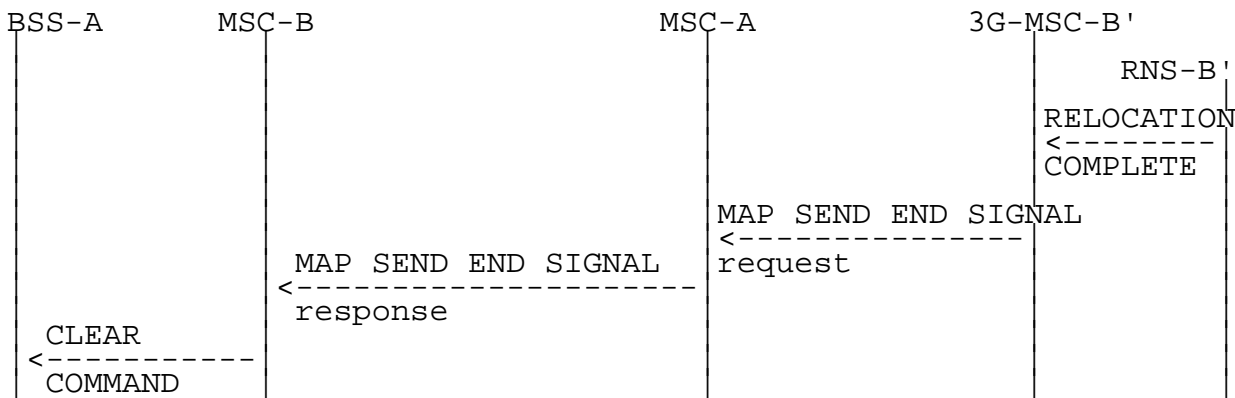 BSS-A MSC-B MSC-A 3G-MSC-B'
RNS-B'
RELOCATION
COMPLETE
MAP SEND END SIGNAL
request
MAP SEND END SIGNAL
response
CLEAR
COMMAND